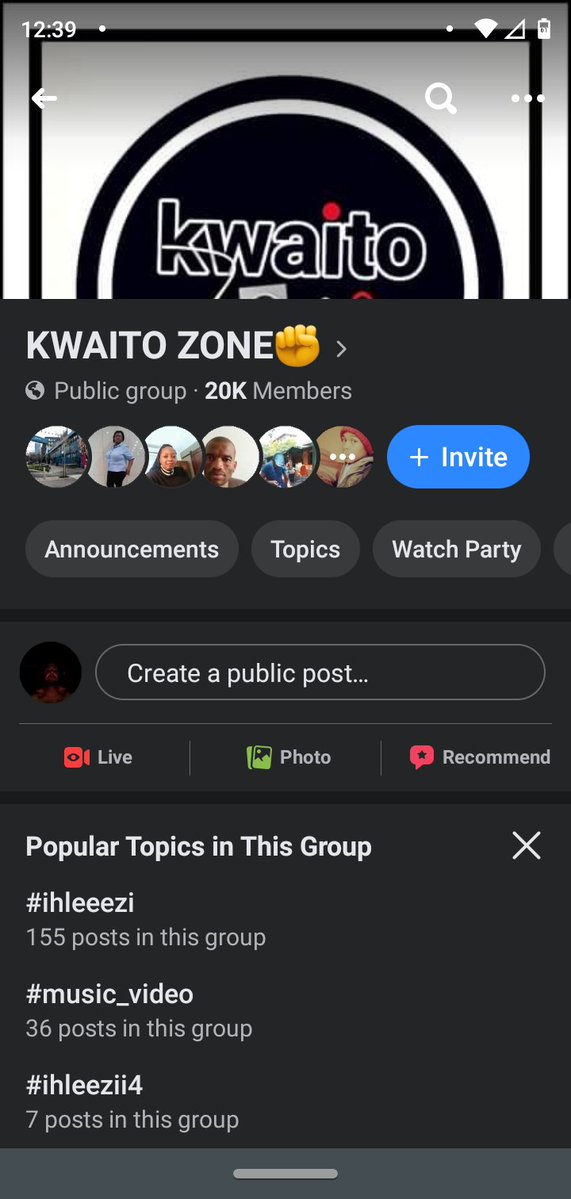 12:39
kwaito
KWAITO ZONE✊
Public group · 20K Members
+ Invite
Announcements
Topics
Watch Party
Create a public post...
Live
Photo
Recommend
Popular Topics in This Group
#ihleeezi
155 posts in this group
#music_video
36 posts in this group
#ihleezii4
7 posts in this group